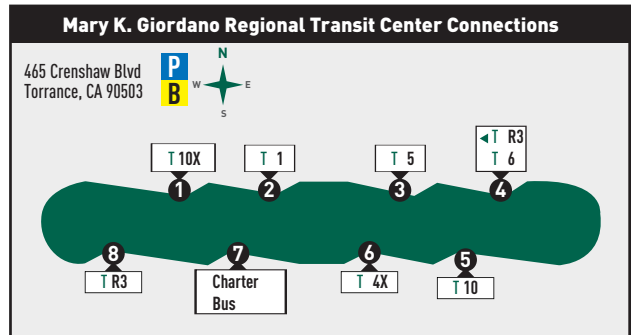 Mary K. Giordano Regional Transit Center Connections
465 Crenshaw Blvd
Torrance, CA 90503
P
B
N
W E
S
T 10X
T 1
T 5
T R3
T 6
1
2
3
4
8
7
6
5
T R3
Charter
Bus
T 4X
T 10